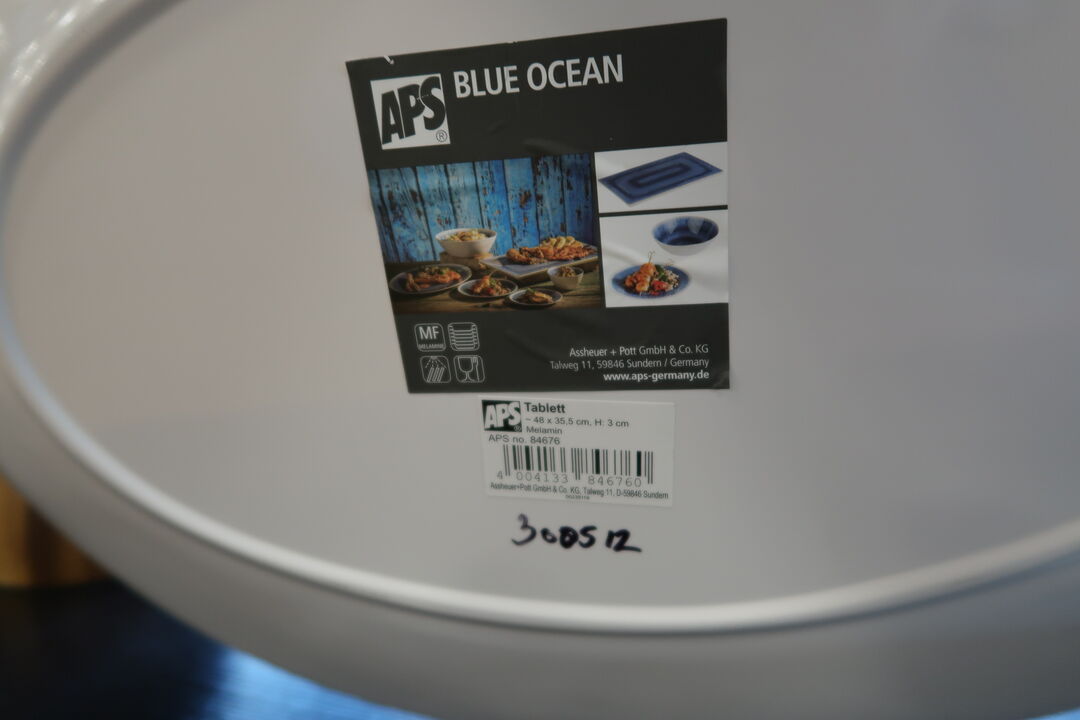 APS®
BLUE OCEAN
MF
MELAMINE
Assheuer + Pott GmbH & Co. KG
Talweg 11, 59846 Sundern / Germany
www.aps-germany.de
APS®
Tablett
~ 48 x 35,5 cm, H: 3 cm
Melamin
APS no. 84676
4 004133 846760
Assheuer+Pott GmbH & Co. KG, Talweg 11, D-59846 Sundern
300512